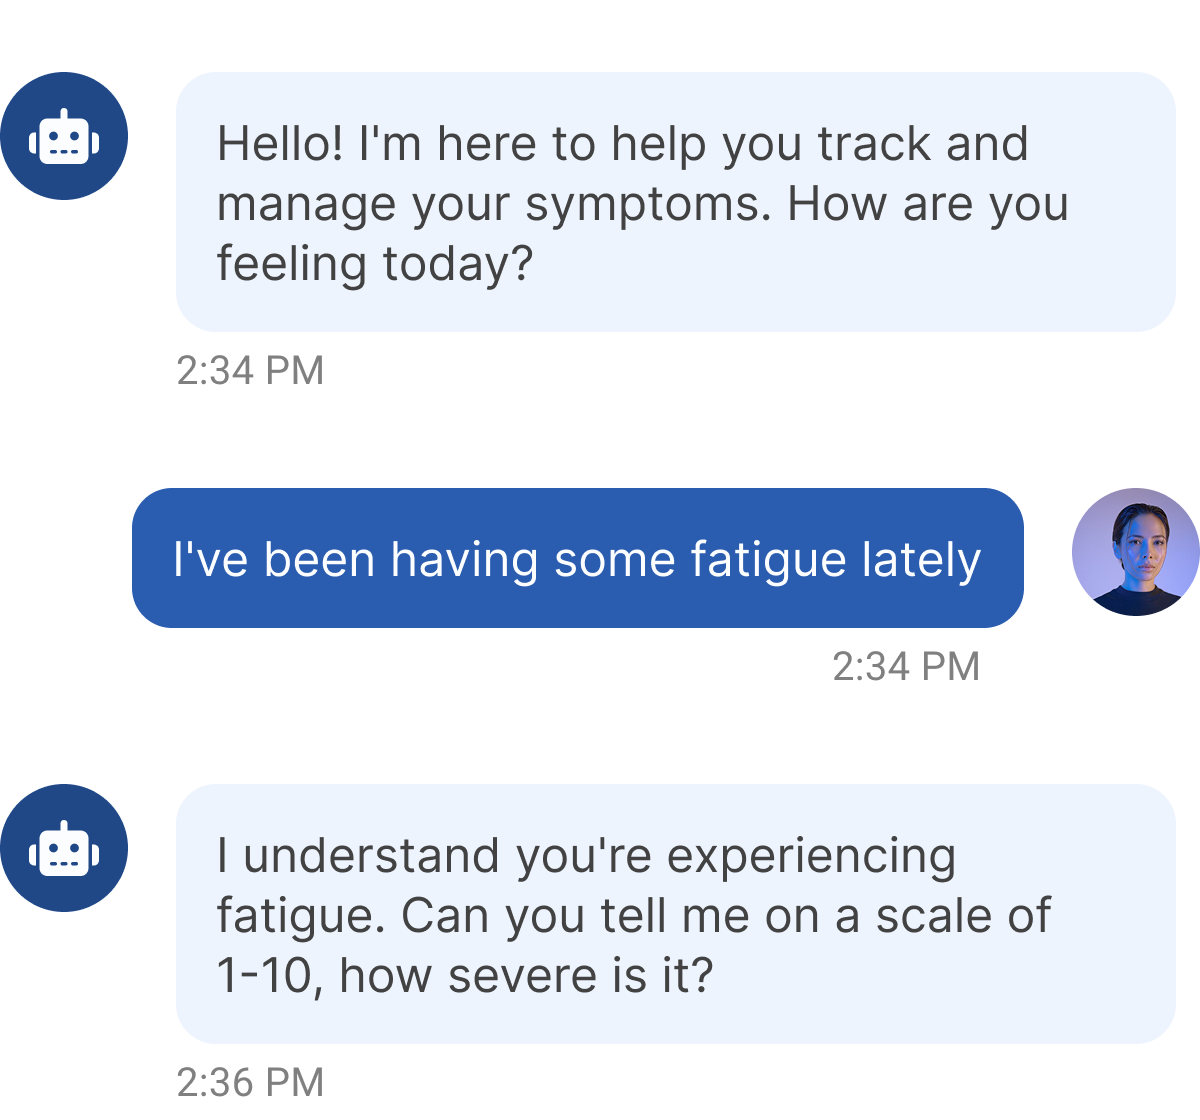 Hello! I'm here to help you track and
manage your symptoms. How are you
feeling today?
2:34 PM
I've been having some fatigue lately
2:34 PM
I understand you're experiencing
fatigue. Can you tell me on a scale of
1-10, how severe is it?
2:36 PM